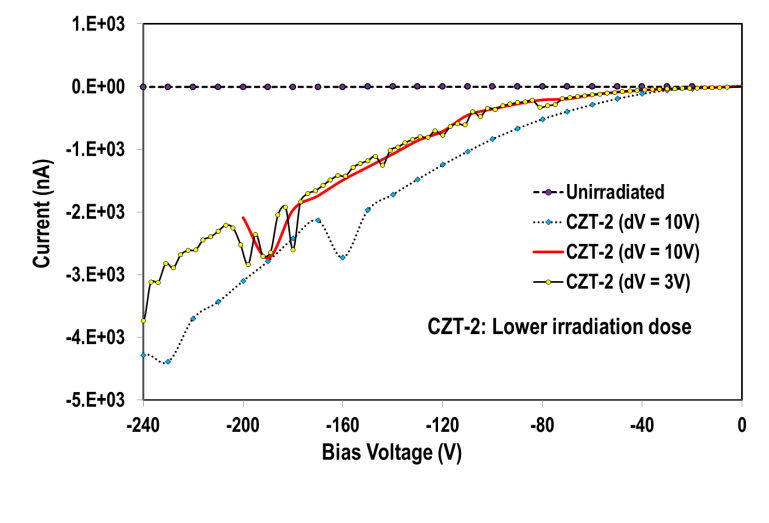 1.E+03
0.E+00
-1.E+03
-2.E+03
-3.E+03
-4.E+03
-5.E+03
Current (nA)
Unirradiated
CZT-2 (dV = 10V)
CZT-2 (dV = 10V)
CZT-2 (dV = 3V)
CZT-2: Lower irradiation dose
-240 -200 -160 -120 -80 -40 0
Bias Voltage (V)